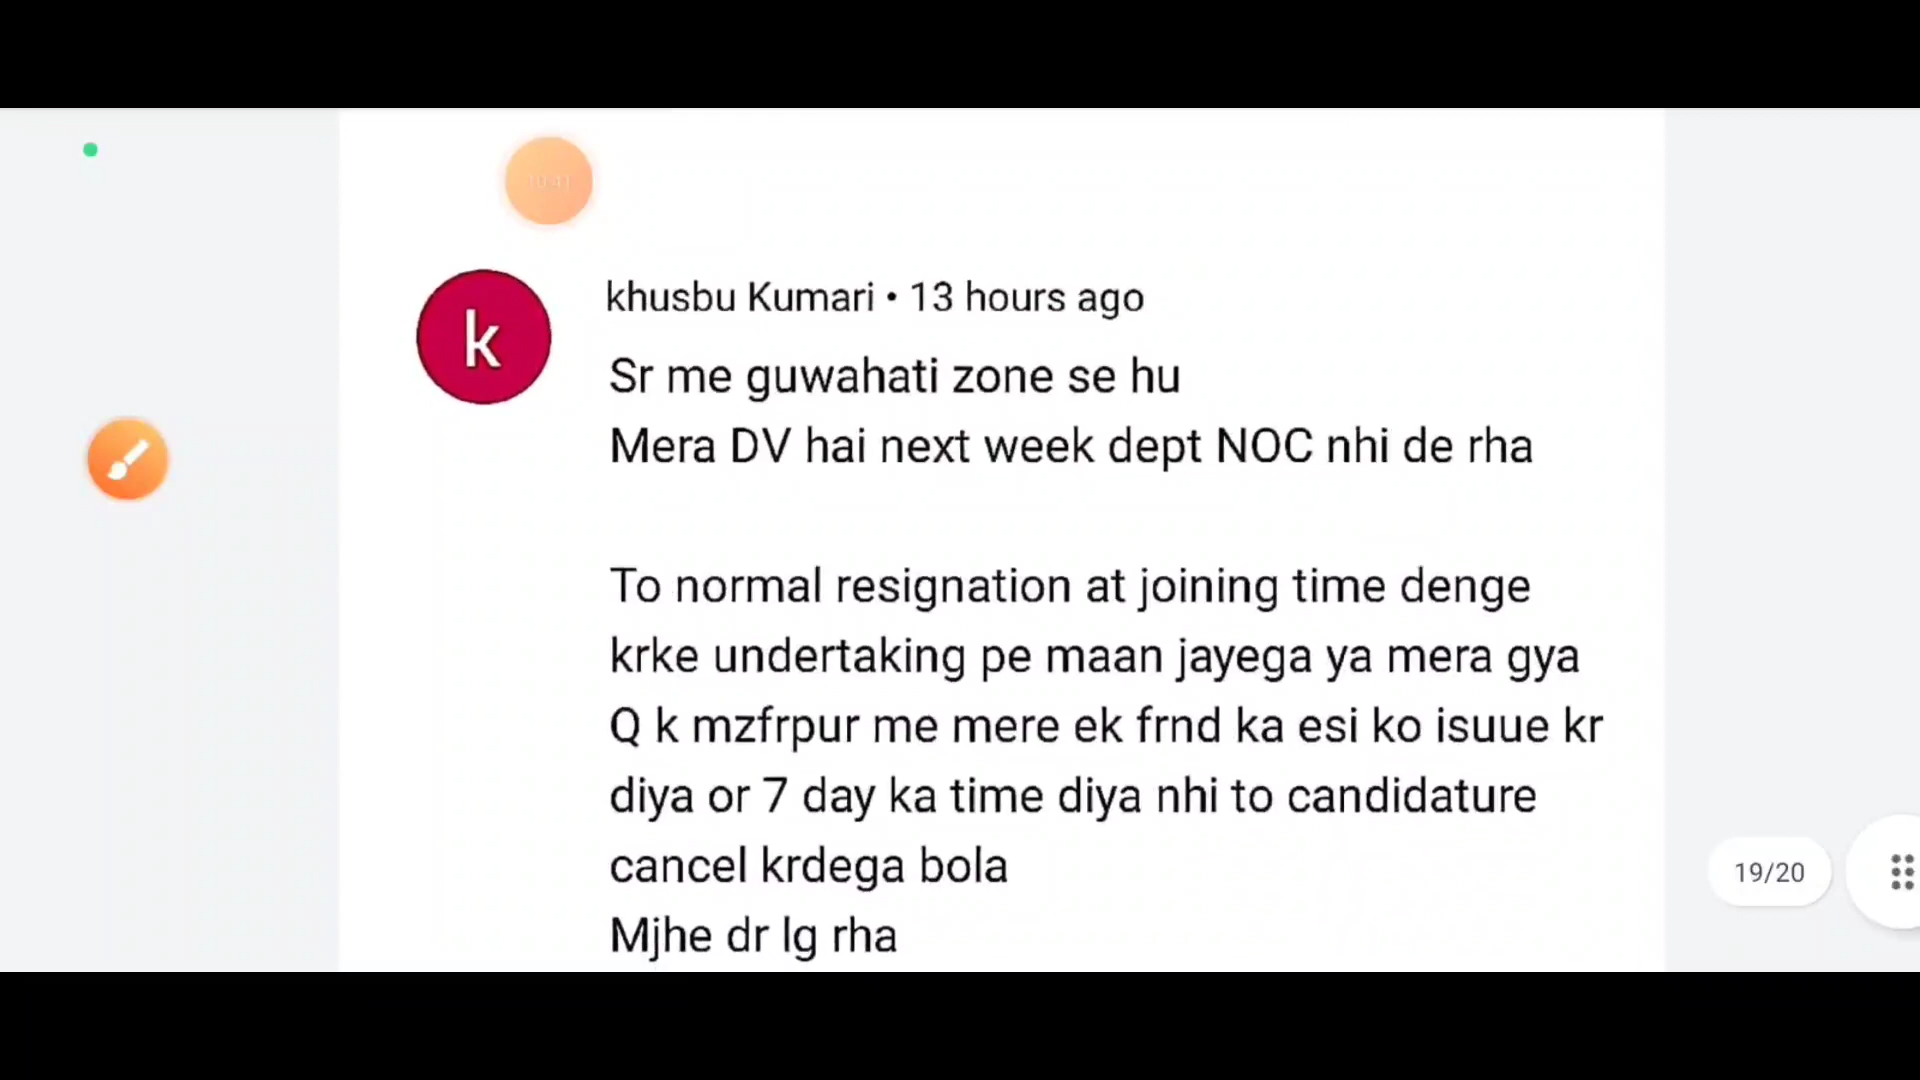 10:41
khusbu Kumari • 13 hours ago
k
Sr me guwahati zone se hu
Mera DV hai next week dept NOC nhi de rha
To normal resignation at joining time denge
krke undertaking pe maan jayega ya mera gya
Q k mzfrpur me mere ek frnd ka esi ko isuue kr
diya or 7 day ka time diya nhi to candidature
cancel krdega bola
Mjhe dr lg rha
19/20